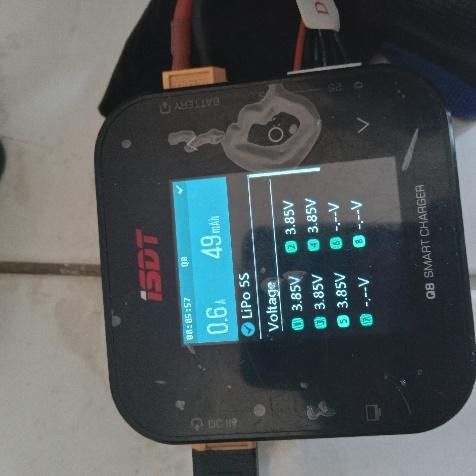 BATTERY
2S
iSDT
Q8 SMART CHARGER
00:05:57 Q8
0.6A 49mAh
LiPo 5S
Voltage
1 3.85V 2 3.85V
3 3.85V 4 3.85V
5 3.85V 6 -.--V
7 -.--V 8 -.--V
DC IN